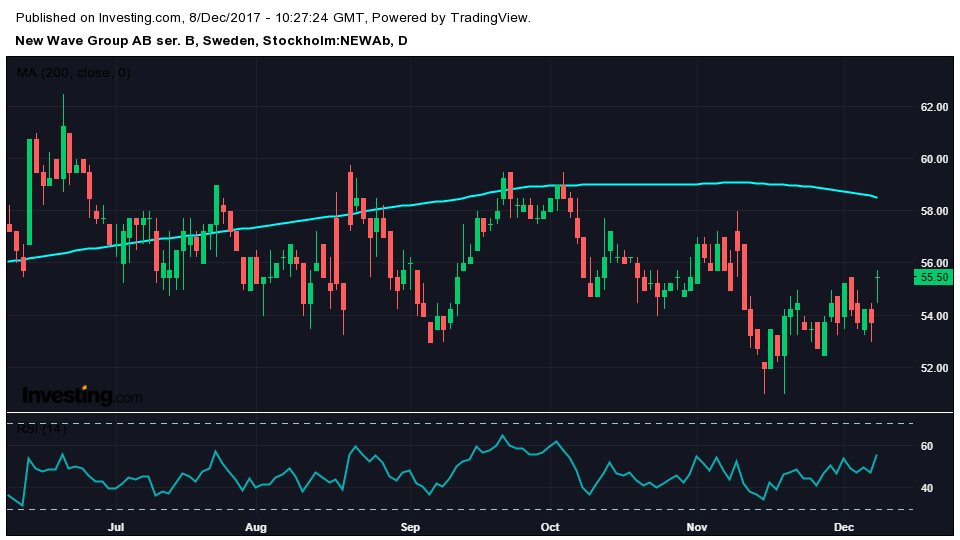 Published on Investing.com, 8/Dec/2017 - 10:27:24 GMT, Powered by TradingView.
New Wave Group AB ser. B, Sweden, Stockholm:NEWAb, D
MA (200, close, 0)
62.00
60.00
58.00
56.00
55.50
54.00
52.00
Investing.com
RSI (14)
60
40
Jul Aug Sep Oct Nov Dec